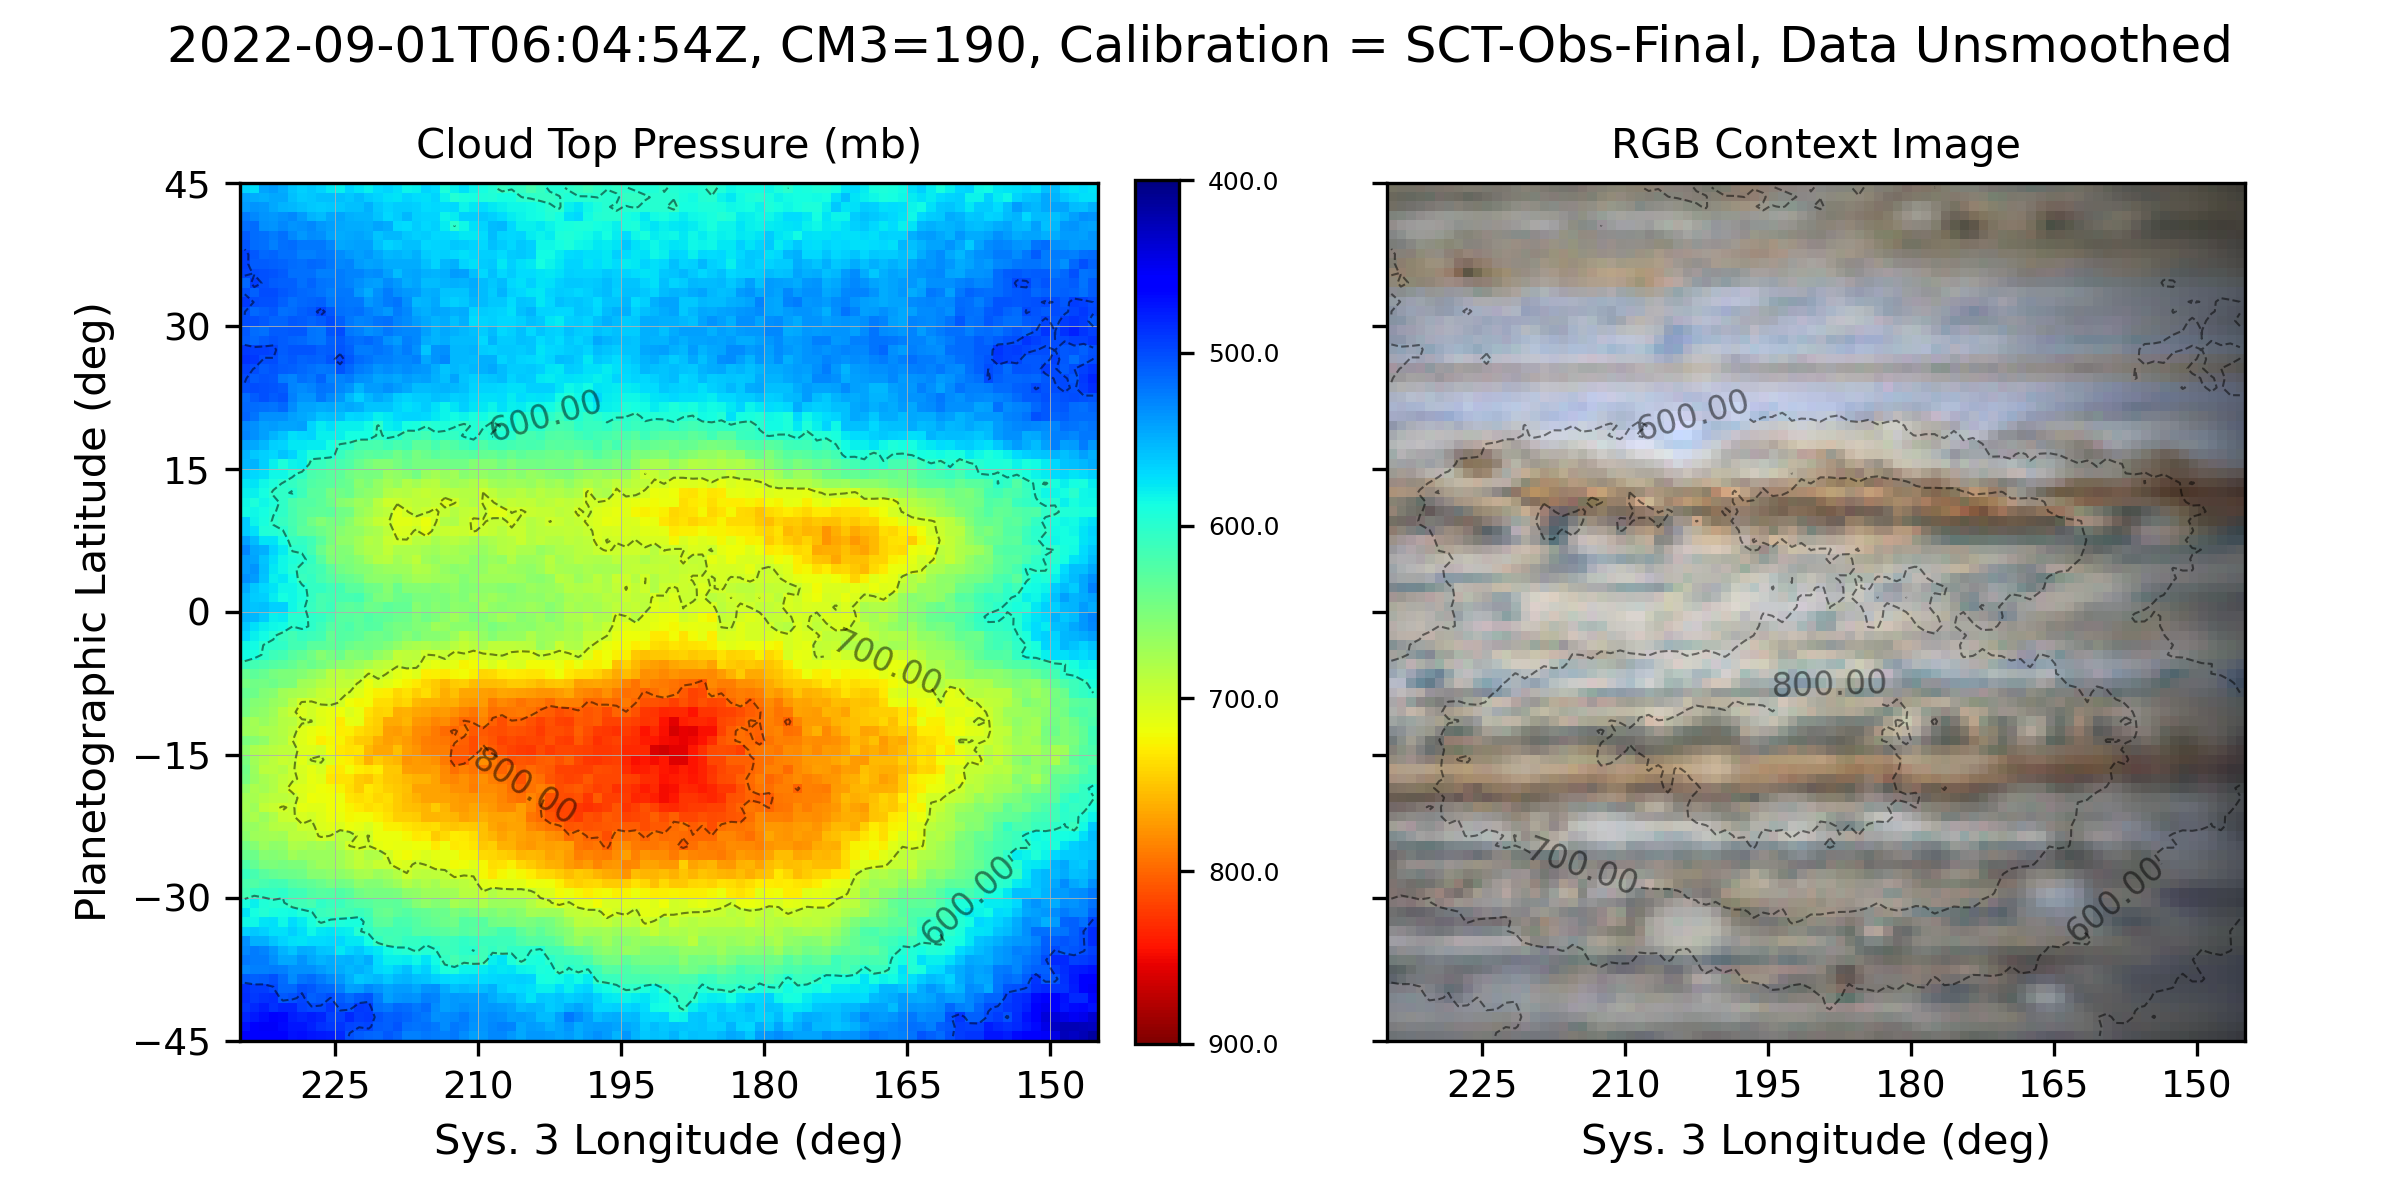 2022-09-01T06:04:54Z, CM3=190, Calibration = SCT-Obs-Final, Data Unsmoothed
Cloud Top Pressure (mb)
Planetographic Latitude (deg)
45
30
15
0
−15
−30
−45
600.00
700.00
800.00
600.00
225 210 195 180 165 150
Sys. 3 Longitude (deg)
400.0
500.0
600.0
700.0
800.0
900.0
RGB Context Image
600.00
800.00
700.00
600.00
225 210 195 180 165 150
Sys. 3 Longitude (deg)